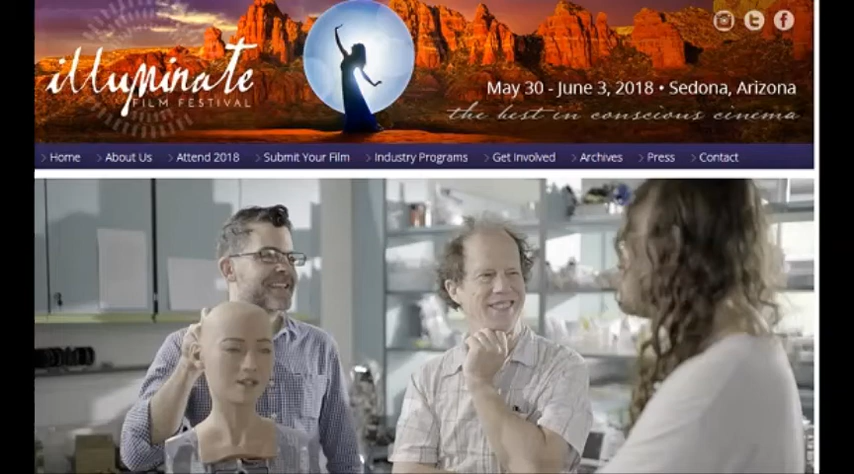 illuminate
FILM FESTIVAL
May 30 - June 3, 2018 • Sedona, Arizona
the best in conscious cinema
Home About Us Attend 2018 Submit Your Film Industry Programs Get Involved Archives Press Contact